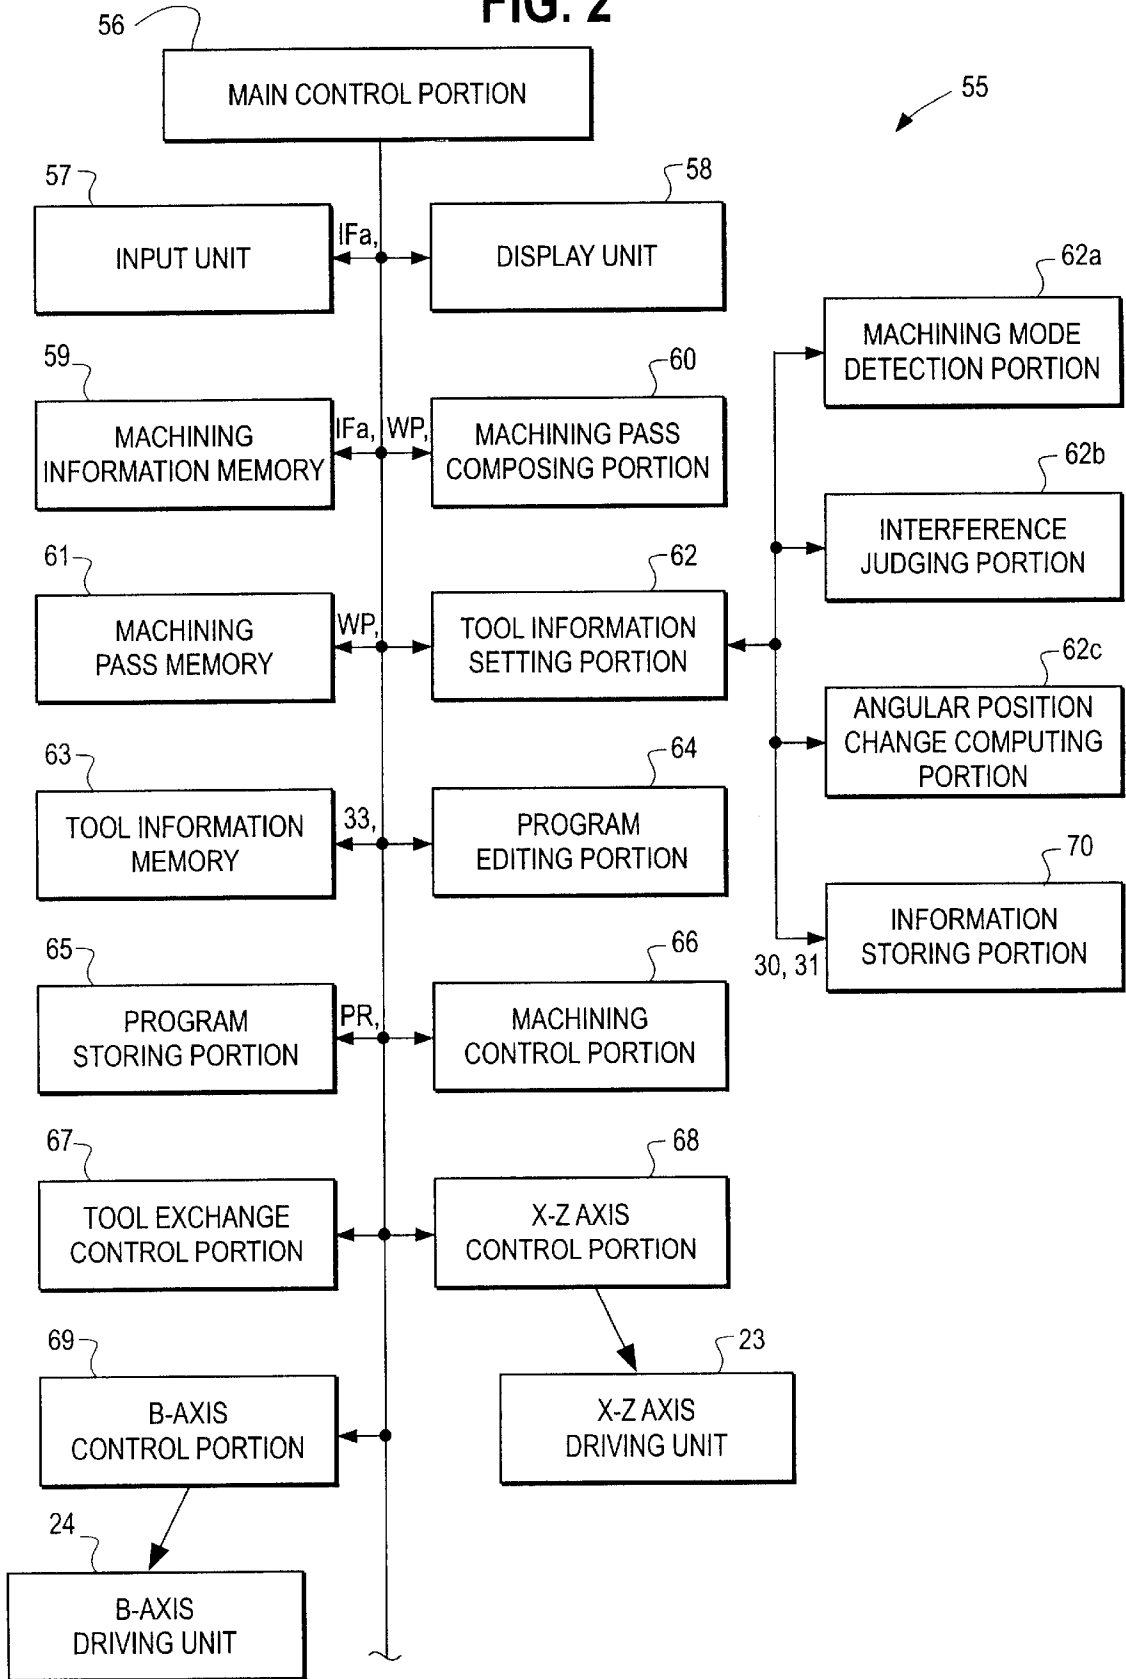 FIG. 2
56
MAIN CONTROL PORTION
55
57
INPUT UNIT
IFa,
58
DISPLAY UNIT
59
MACHINING
INFORMATION MEMORY
IFa, WP,
60
MACHINING PASS
COMPOSING PORTION
61
MACHINING
PASS MEMORY
WP,
62
TOOL INFORMATION
SETTING PORTION
62a
MACHINING MODE
DETECTION PORTION
62b
INTERFERENCE
JUDGING PORTION
62c
ANGULAR POSITION
CHANGE COMPUTING
PORTION
70
INFORMATION
STORING PORTION
30, 31
63
TOOL INFORMATION
MEMORY
33,
64
PROGRAM
EDITING PORTION
65
PROGRAM
STORING PORTION
PR,
66
MACHINING
CONTROL PORTION
67
TOOL EXCHANGE
CONTROL PORTION
68
X-Z AXIS
CONTROL PORTION
69
B-AXIS
CONTROL PORTION
23
X-Z AXIS
DRIVING UNIT
24
B-AXIS
DRIVING UNIT